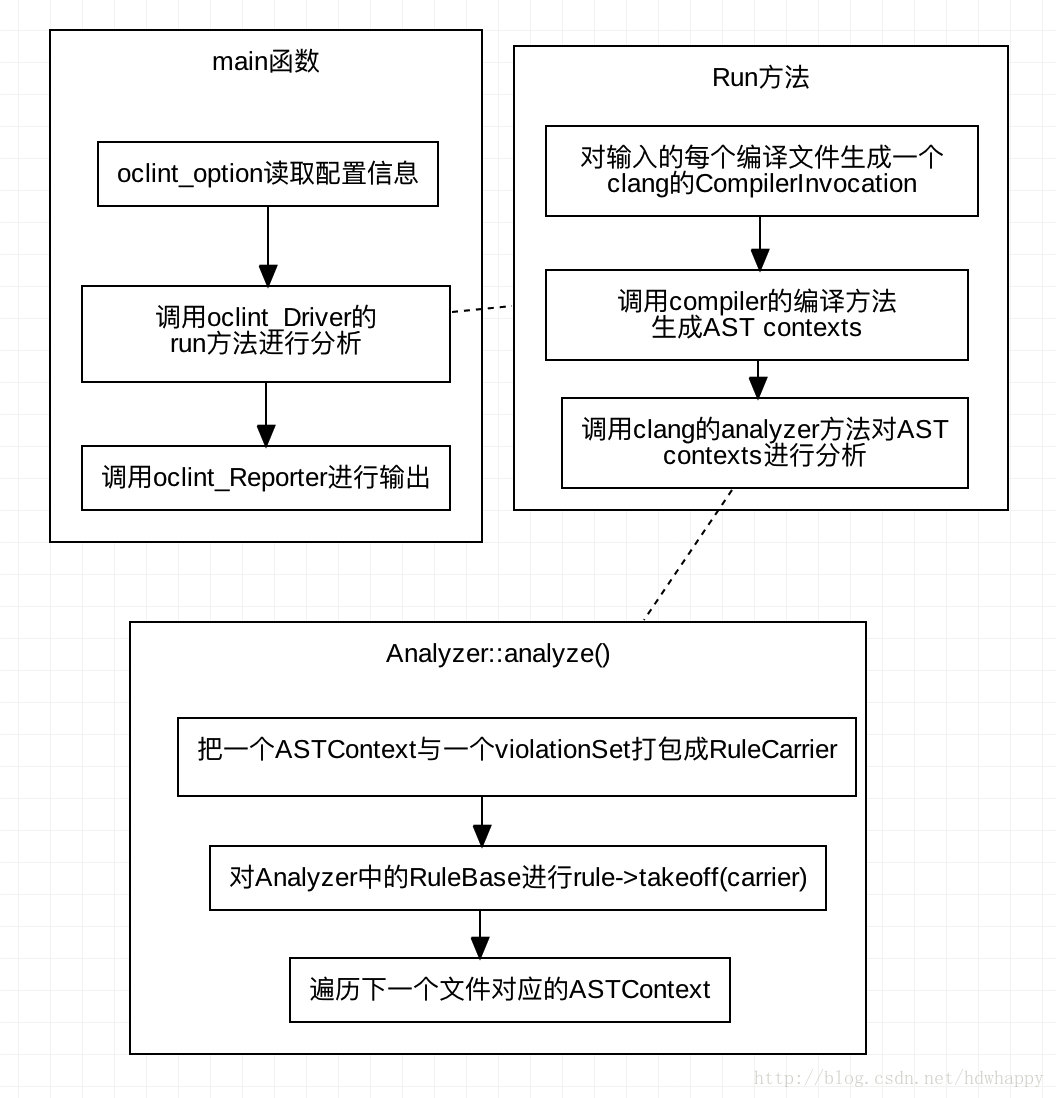 main函数
oclint_option读取配置信息
调用oclint_Driver的
run方法进行分析
调用oclint_Reporter进行输出
Run方法
对输入的每个编译文件生成一个
clang的CompilerInvocation
调用compiler的编译方法
生成AST contexts
调用clang的analyzer方法对AST
contexts进行分析
Analyzer::analyze()
把一个ASTContext与一个violationSet打包成RuleCarrier
对Analyzer中的RuleBase进行rule->takeoff(carrier)
遍历下一个文件对应的ASTContext
http://blog.csdn.net/hdwhappy